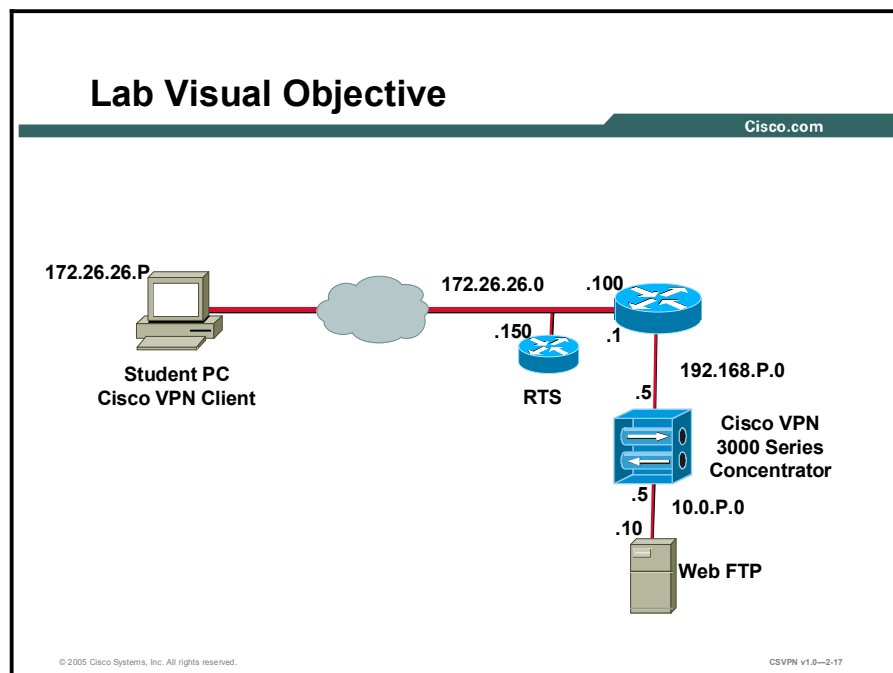 Lab Visual Objective
Cisco.com
172.26.26.P
172.26.26.0
.100
.150
.1
Student PC
Cisco VPN Client
RTS
192.168.P.0
.5
Cisco VPN
3000 Series
Concentrator
.5
10.0.P.0
.10
Web FTP
© 2005 Cisco Systems, Inc. All rights reserved.
CSVPN v1.0—2-17